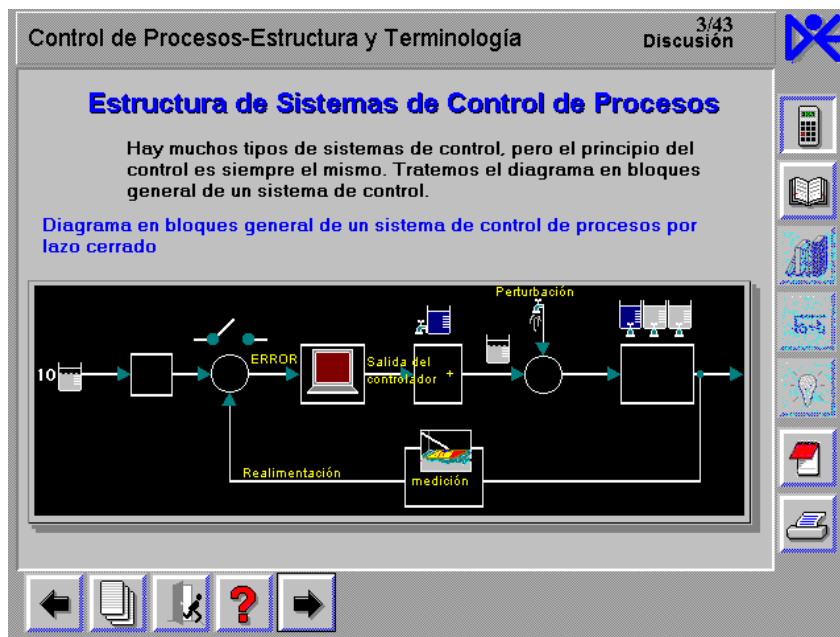 Control de Procesos-Estructura y Terminología
3/43
Discusión
Estructura de Sistemas de Control de Procesos
Hay muchos tipos de sistemas de control, pero el principio del
control es siempre el mismo. Tratemos el diagrama en bloques
general de un sistema de control.
Diagrama en bloques general de un sistema de control de procesos por
lazo cerrado
Perturbación
10
ERROR
Salida del
controlador
+
Realimentación
medición
?